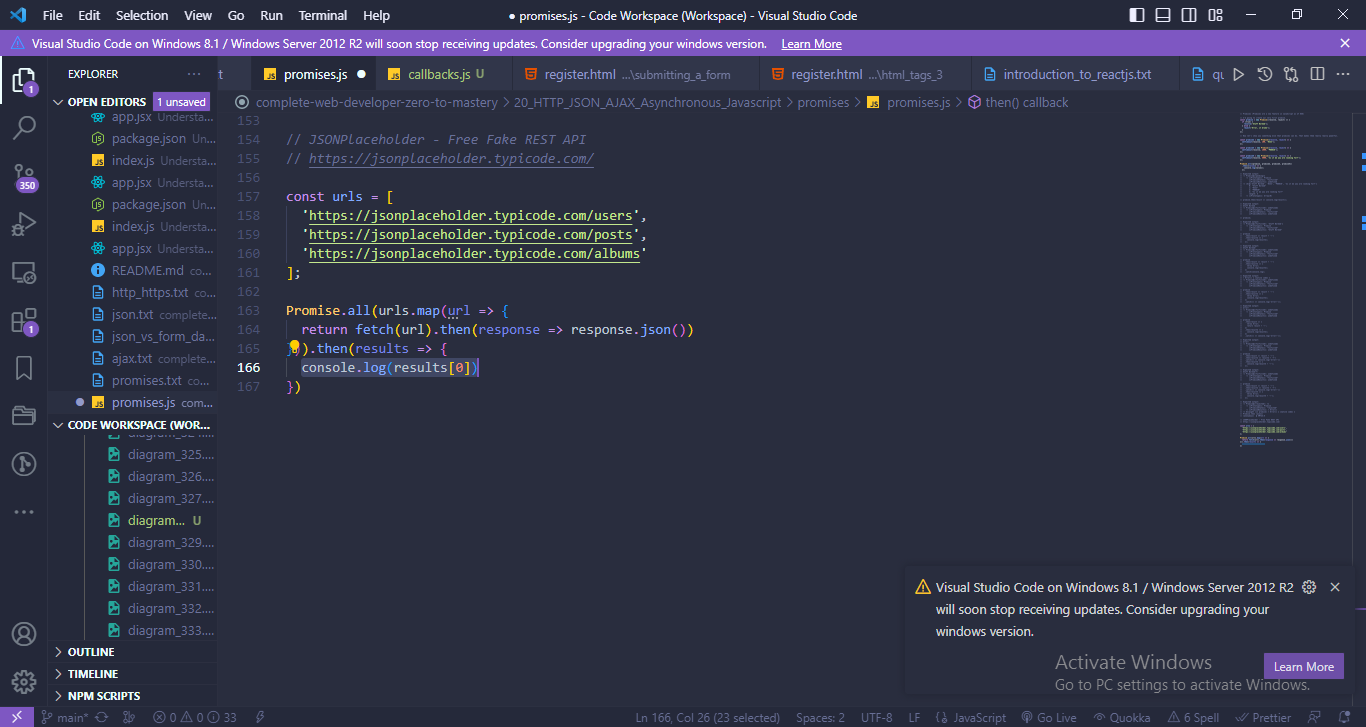 File Edit Selection View Go Run Terminal Help
● promises.js - Code Workspace (Workspace) - Visual Studio Code
Visual Studio Code on Windows 8.1 / Windows Server 2012 R2 will soon stop receiving updates. Consider upgrading your windows version. Learn More
EXPLORER
t
promises.js
callbacks.js U
register.html ...\submitting_a_form
register.html ...\html_tags_3
introduction_to_reactjs.txt
qu
OPEN EDITORS 1 unsaved
complete-web-developer-zero-to-mastery > 20_HTTP_JSON_AJAX_Asynchronous_Javascript > promises > promises.js > then() callback
app.jsx Understa...
package.json Un...
index.js Understa...
app.jsx Understa...
package.json Un...
index.js Understa...
app.jsx Understa...
README.md co...
http_https.txt co...
json.txt complete...
json_vs_form_da...
ajax.txt complete...
promises.txt co...
promises.js com...
CODE WORKSPACE (WOR...
diagram_324....
diagram_325....
diagram_326....
diagram_327....
diagram... U
diagram_329....
diagram_330....
diagram_331....
diagram_332....
diagram_333....
OUTLINE
TIMELINE
NPM SCRIPTS
1
350
1
153
154 // JSONPlaceholder - Free Fake REST API
155 // https://jsonplaceholder.typicode.com/
156
157 const urls = [
158 'https://jsonplaceholder.typicode.com/users',
159 'https://jsonplaceholder.typicode.com/posts',
160 'https://jsonplaceholder.typicode.com/albums'
161 ];
162
163 Promise.all(urls.map(url => {
164 return fetch(url).then(response => response.json())
165 })).then(results => {
166 console.log(results[0])
167 })
Visual Studio Code on Windows 8.1 / Windows Server 2012 R2
will soon stop receiving updates. Consider upgrading your
windows version.
Learn More
Activate Windows
Go to PC settings to activate Windows.
main* 0 0 33 Ln 166, Col 26 (23 selected) Spaces: 2 UTF-8 LF {} JavaScript Go Live Quokka 6 Spell Prettier